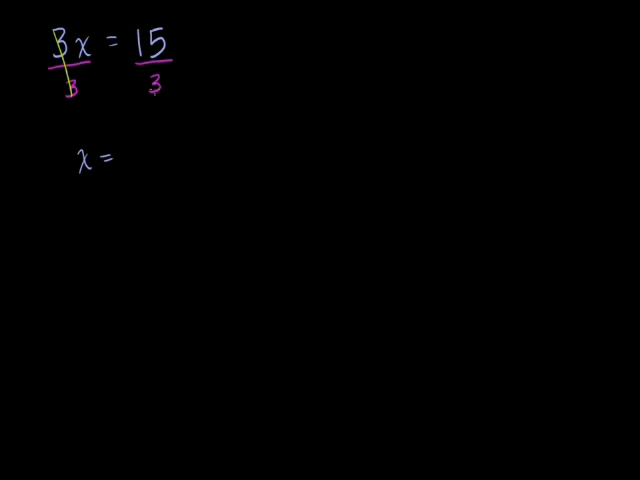 3x = 15
3 3
x =